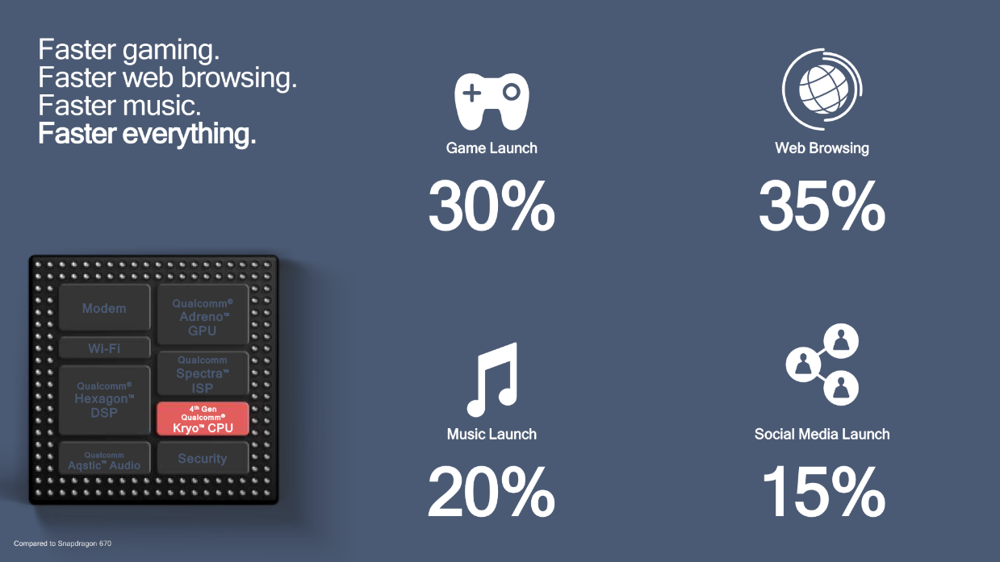 Faster gaming.
Faster web browsing.
Faster music.
Faster everything.
Game Launch
30%
Web Browsing
35%
Modem
Wi-Fi
Qualcomm®
Hexagon™
DSP
Qualcomm
Aqstic™ Audio
Qualcomm®
Adreno™
GPU
Qualcomm
Spectra™
ISP
4th Gen
Qualcomm®
Kryo™ CPU
Security
Music Launch
20%
Social Media Launch
15%
Compared to Snapdragon 670